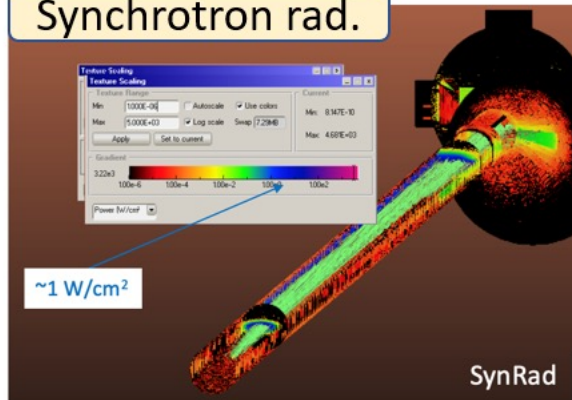 Synchrotron rad.
Texture Scaling
Texture Scaling
Texture Range
Min 1.000E-06 Autoscale Use colors
Max 5.000E+03 Log scale Swap 7.29MB
Apply Set to current
Current
Min: 8.147E-10
Max: 4.681E+03
Gradient
3.22e3
1.00e-6 1.00e-4 1.00e-2 1.00e0 1.00e2
Power [W/cm²
~1 W/cm²
SynRad